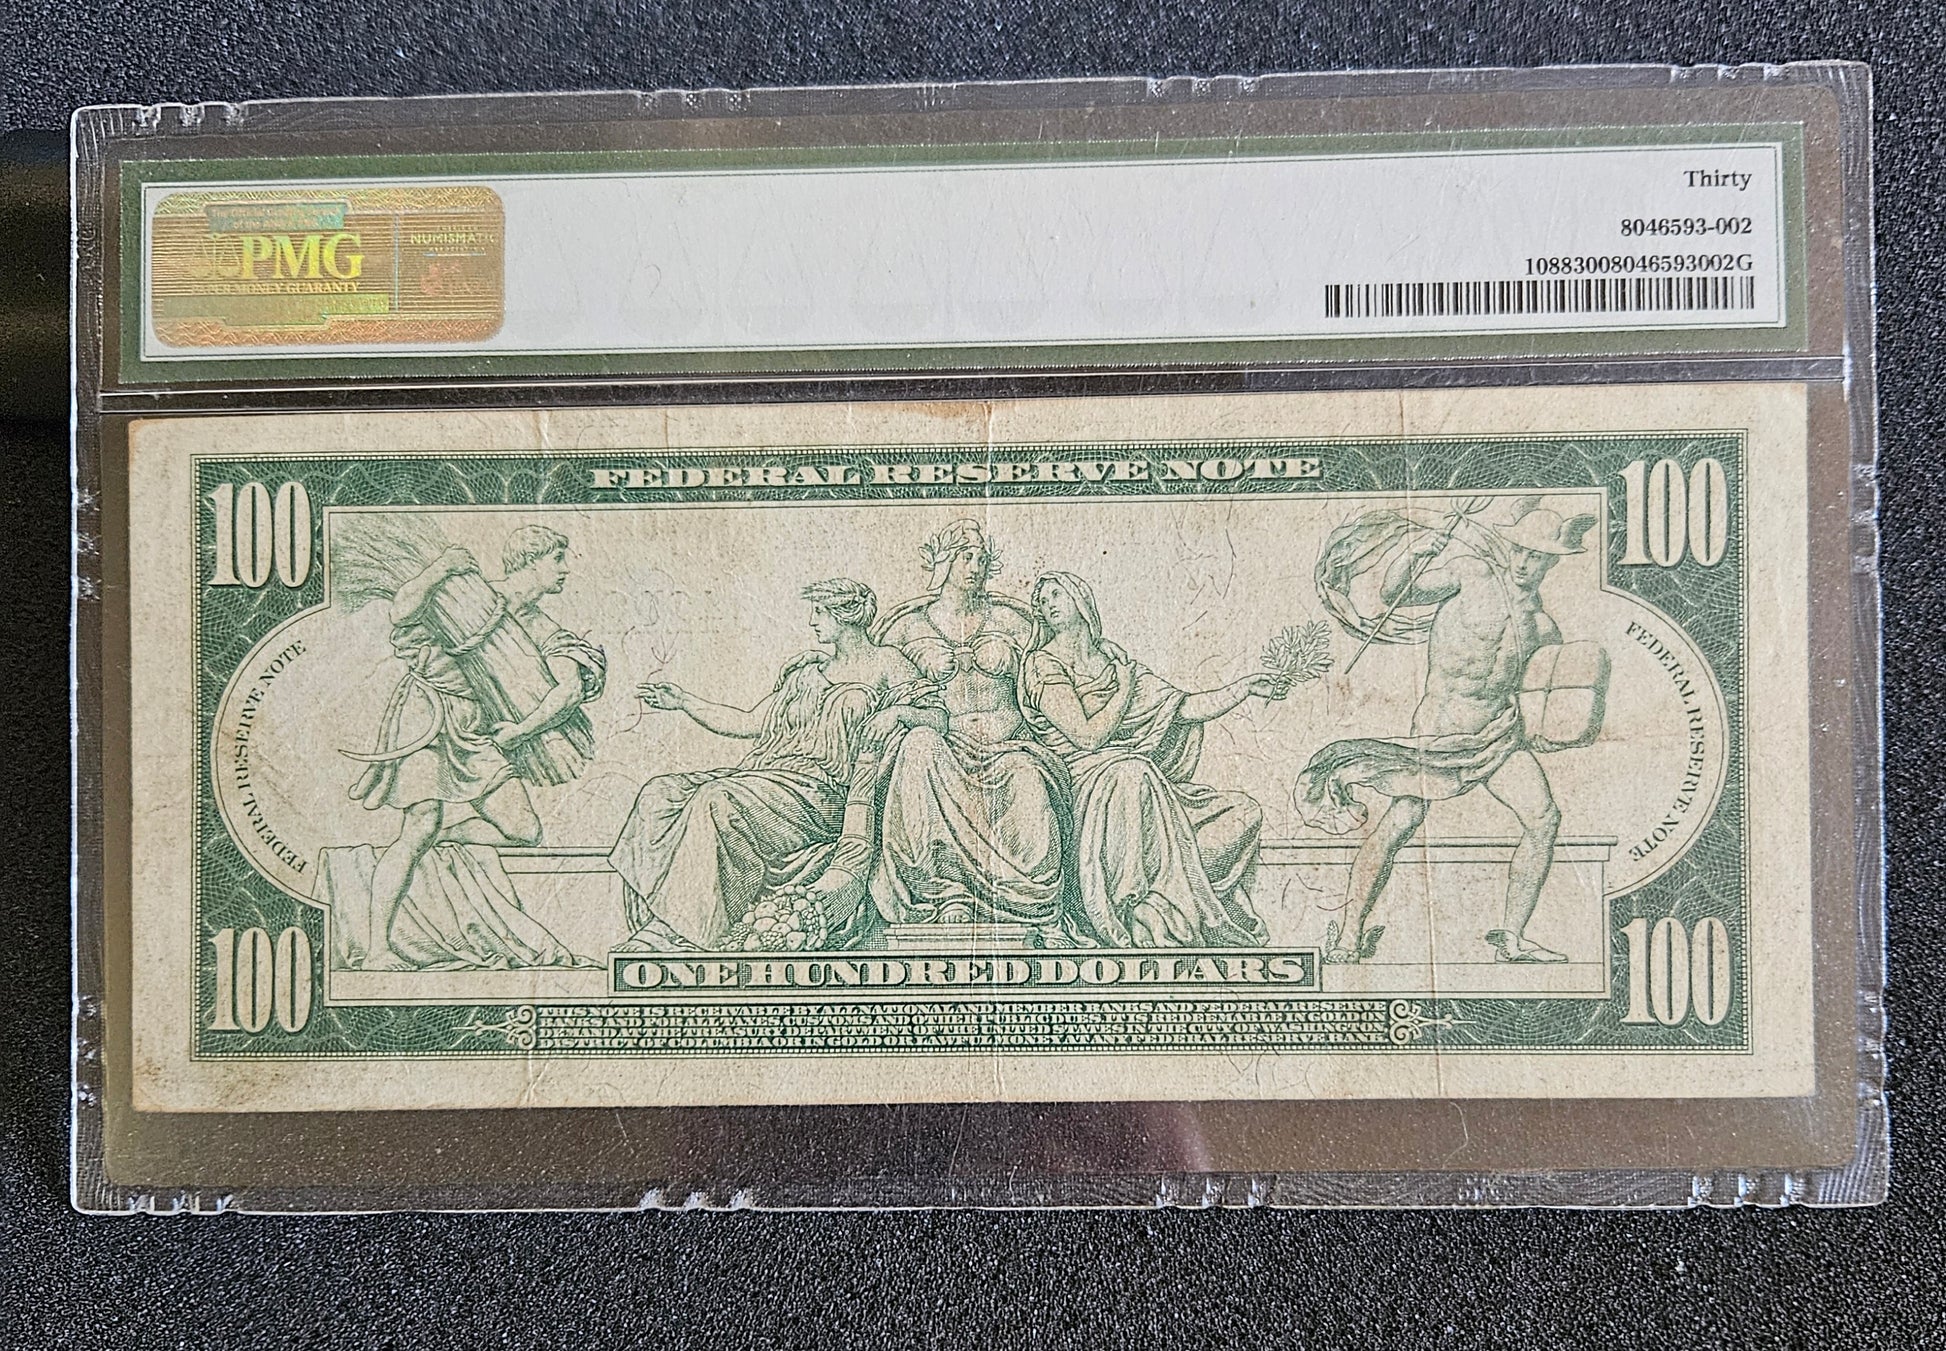 Thirty
PMG
NUMISMATIC
PAPER MONEY GUARANTY
8046593-002
10883008046593002G
FEDERAL RESERVE NOTE
100
100
FEDERAL RESERVE NOTE
FEDERAL RESERVE NOTE
100
100
ONE HUNDRED DOLLARS
THIS NOTE IS RECEIVABLE BY ALL NATIONAL AND MEMBER BANKS AND FEDERAL RESERVE
BANKS AND FOR ALL TAXES, CUSTOMS AND OTHER PUBLIC DUES. IT IS REDEEMABLE IN GOLD ON
DEMAND AT THE TREASURY DEPARTMENT OF THE UNITED STATES IN THE CITY OF WASHINGTON,
DISTRICT OF COLUMBIA OR IN GOLD OR LAWFUL MONEY AT ANY FEDERAL RESERVE BANK.